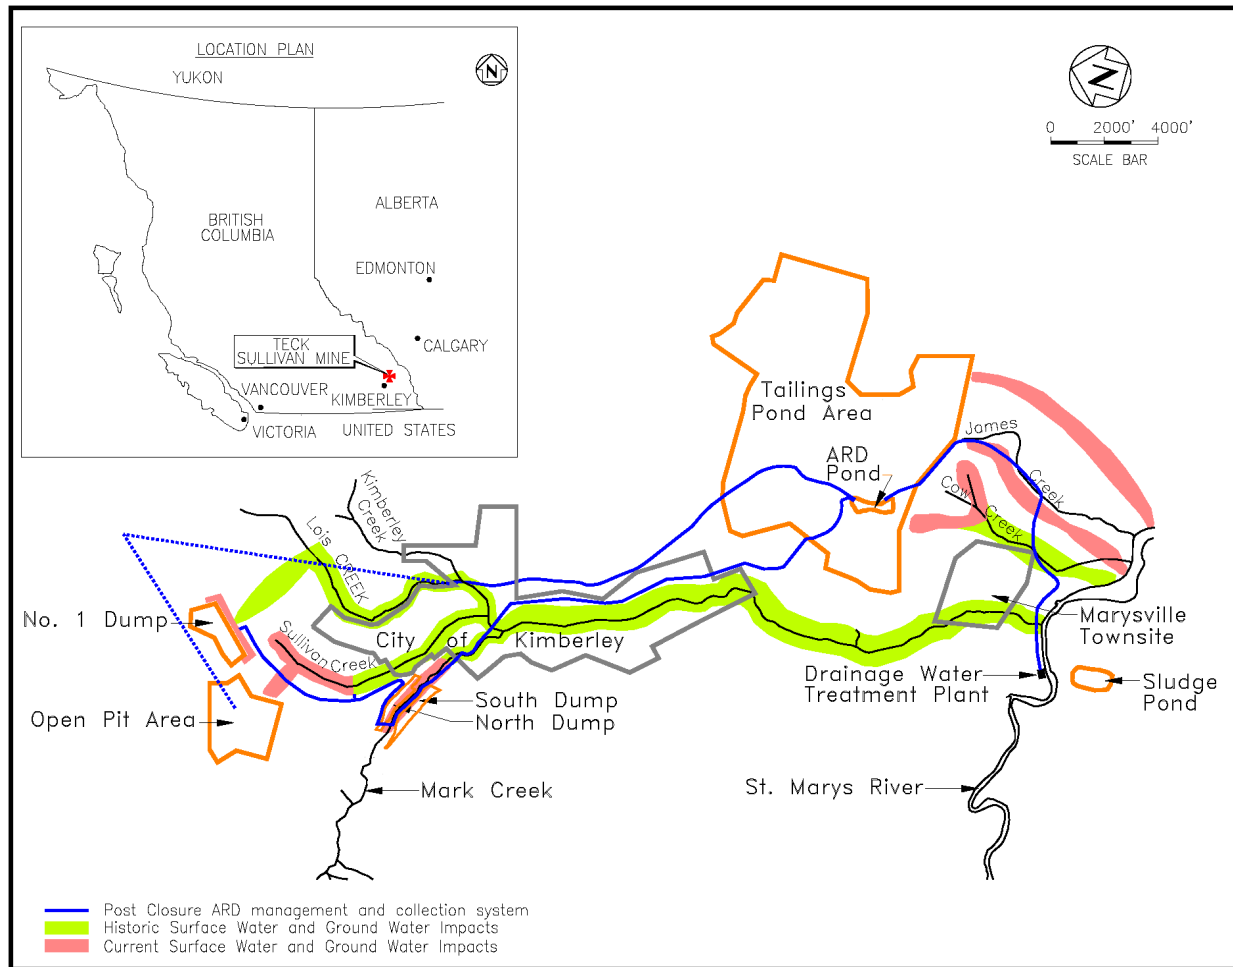 LOCATION PLAN
YUKON
N
N
0 2000' 4000'
SCALE BAR
ALBERTA
BRITISH
COLUMBIA
EDMONTON
TECK
SULLIVAN MINE
CALGARY
VANCOUVER
KIMBERLEY
VICTORIA
UNITED STATES
Tailings
Pond Area
James
Creek
ARD
Pond
Cow
Creek
Kimberley
Creek
Lois CREEK
No. 1 Dump
Sullivan Creek
City of Kimberley
Marysville
Townsite
Drainage Water
Treatment Plant
Sludge
Pond
South Dump
North Dump
Open Pit Area
Mark Creek
St. Marys River
Post Closure ARD management and collection system
Historic Surface Water and Ground Water Impacts
Current Surface Water and Ground Water Impacts